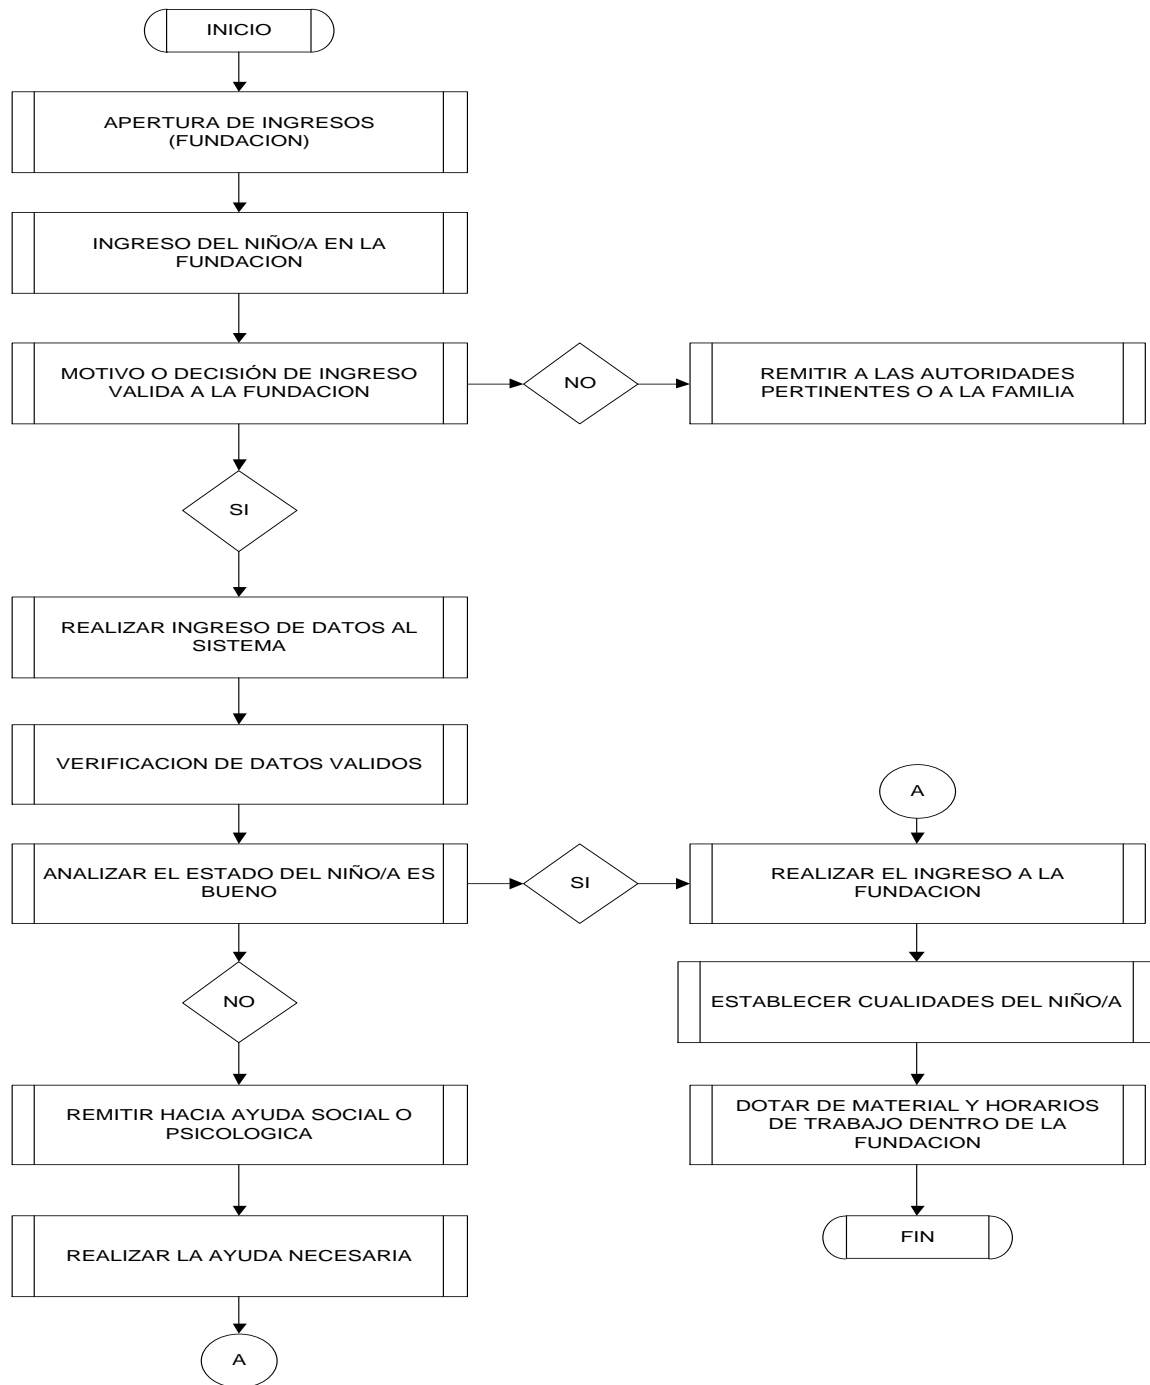 INICIO
APERTURA DE INGRESOS
(FUNDACION)
INGRESO DEL NIÑO/A EN LA
FUNDACION
MOTIVO O DECISIÓN DE INGRESO
VALIDA A LA FUNDACION
NO
REMITIR A LAS AUTORIDADES
PERTINENTES O A LA FAMILIA
SI
REALIZAR INGRESO DE DATOS AL
SISTEMA
VERIFICACION DE DATOS VALIDOS
ANALIZAR EL ESTADO DEL NIÑO/A ES
BUENO
SI
NO
REMITIR HACIA AYUDA SOCIAL O
PSICOLOGICA
REALIZAR LA AYUDA NECESARIA
A
A
REALIZAR EL INGRESO A LA
FUNDACION
ESTABLECER CUALIDADES DEL NIÑO/A
DOTAR DE MATERIAL Y HORARIOS
DE TRABAJO DENTRO DE LA
FUNDACION
FIN